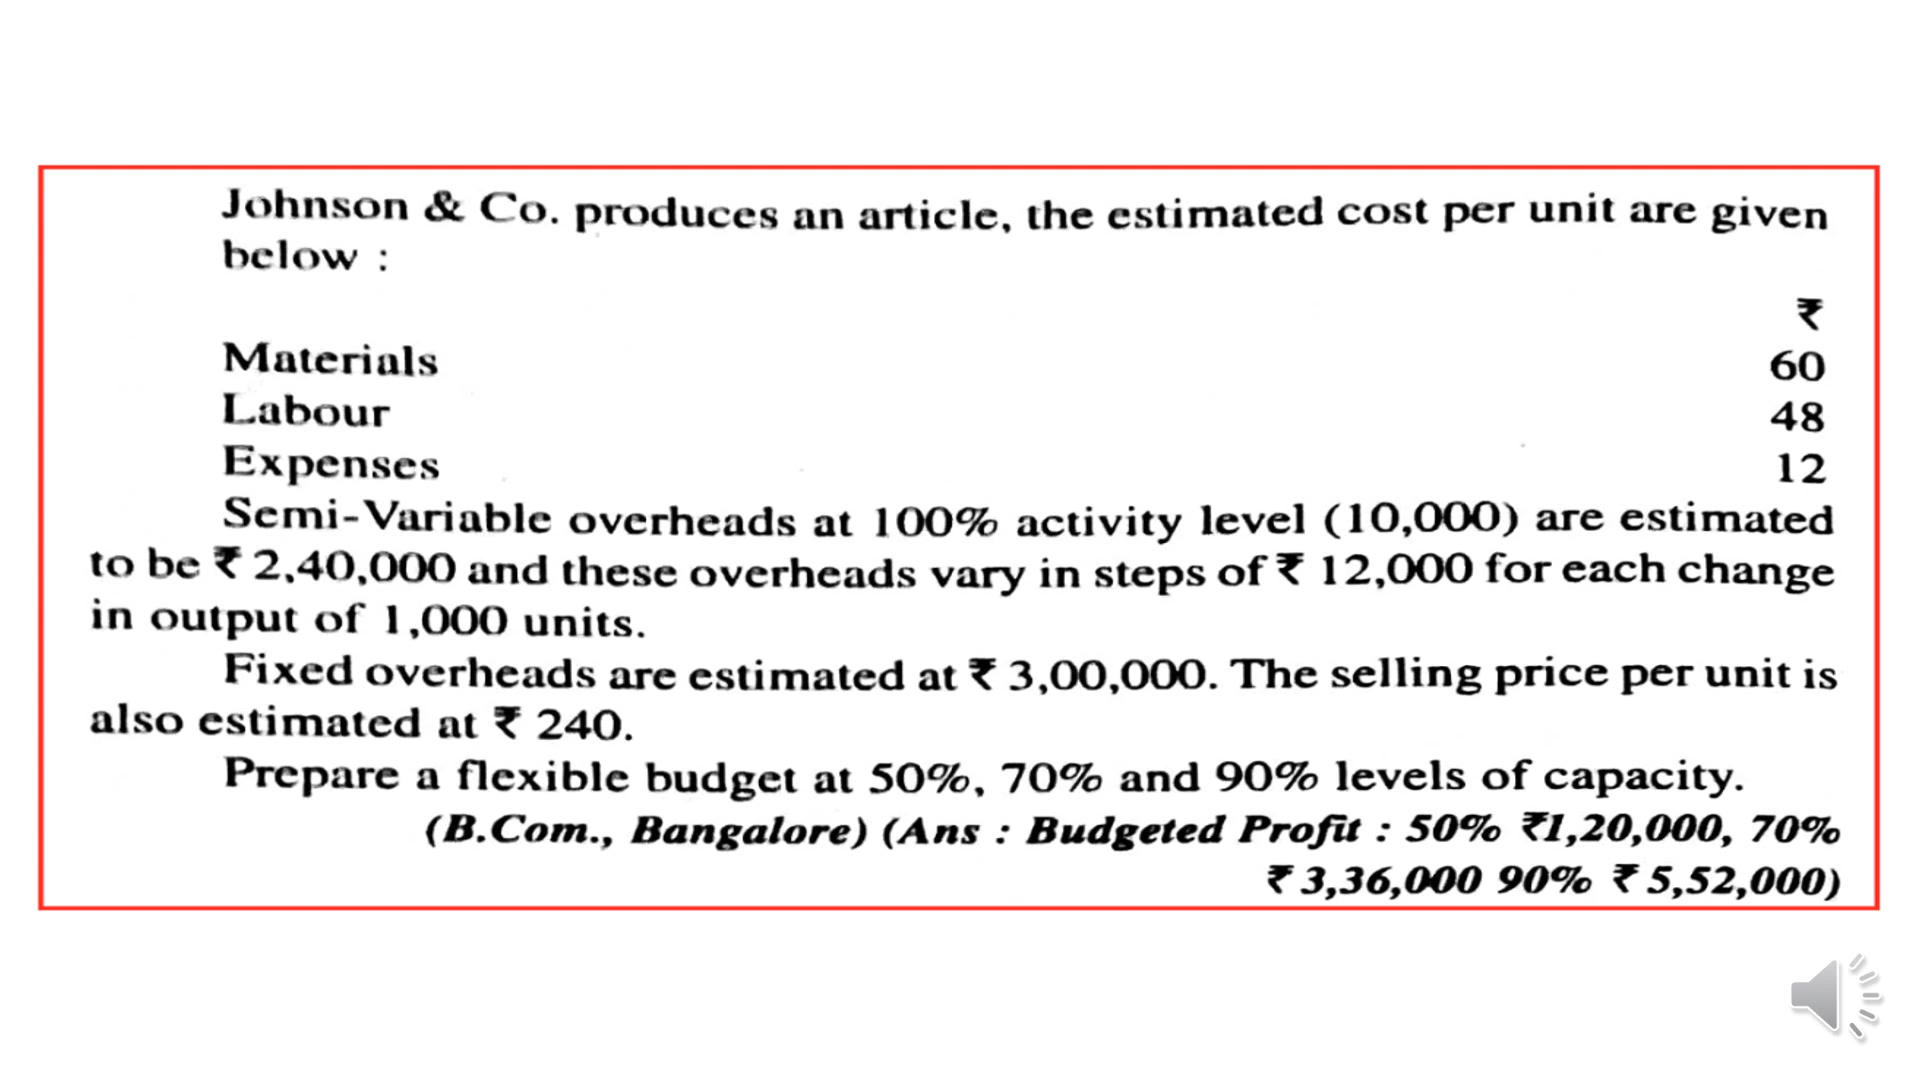 Johnson & Co. produces an article, the estimated cost per unit are given
below :
₹
Materials 60
Labour 48
Expenses 12
Semi-Variable overheads at 100% activity level (10,000) are estimated
to be ₹ 2,40,000 and these overheads vary in steps of ₹ 12,000 for each change
in output of 1,000 units.
Fixed overheads are estimated at ₹ 3,00,000. The selling price per unit is
also estimated at ₹ 240.
Prepare a flexible budget at 50%, 70% and 90% levels of capacity.
(B.Com., Bangalore) (Ans : Budgeted Profit : 50% ₹1,20,000, 70%
₹ 3,36,000 90% ₹ 5,52,000)